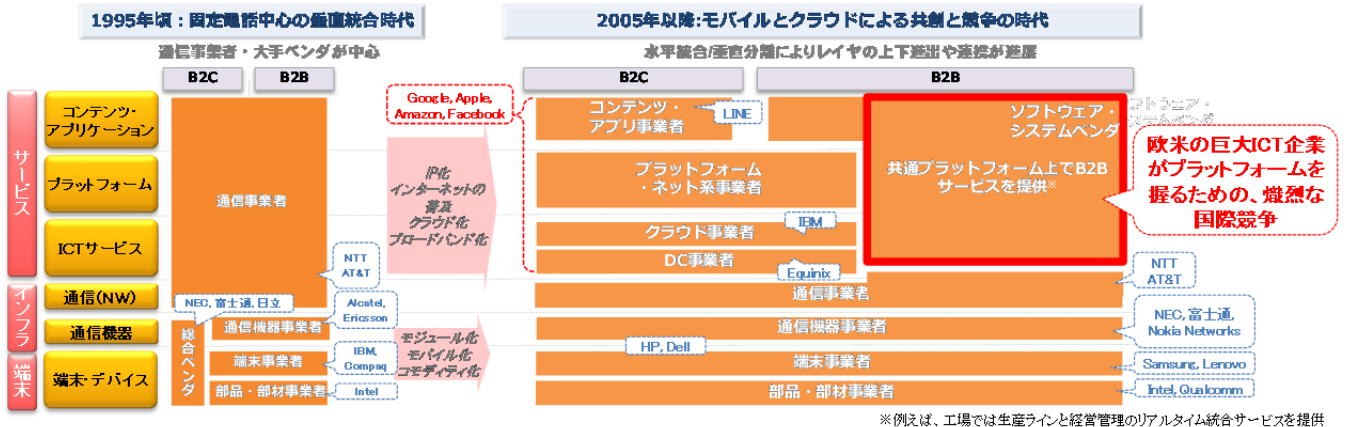 1995年頃：固定電話中心の垂直統合時代
2005年以降:モバイルとクラウドによる共創と競争の時代
通信事業者・大手ベンダが中心
水平統合/垂直分離によりレイヤの上下進出や連携が進展
B2C
B2B
B2C
B2B
サービス
インフラ
端末
コンテンツ・
アプリケーション
プラットフォーム
ICTサービス
通信(NW)
通信機器
端末・デバイス
通信事業者
NTT
AT&T
NEC, 富士通, 日立
Alcatel,
Ericsson
総合ベンダ
通信機器事業者
端末事業者
IBM,
Compaq
部品・部材事業者
Intel
Google, Apple,
Amazon, Facebook
IP化
インターネットの
普及
クラウド化
ブロードバンド化
モジュール化
モバイル化
コモディティ化
コンテンツ・
アプリ事業者
LINE
プラットフォーム
・ネット系事業者
クラウド事業者
IBM
DC事業者
Equinix
ソフトウェア・
システムベンダ
共通プラットフォーム上でB2B
サービスを提供※
欧米の巨大ICT企業
がプラットフォームを
握るための、熾烈な
国際競争
通信事業者
NTT
AT&T
通信機器事業者
NEC, 富士通,
Nokia Networks
HP, Dell
端末事業者
Samsung, Lenovo
部品・部材事業者
Intel, Qualcomm
※例えば、工場では生産ラインと経営管理のリアルタイム統合サービスを提供